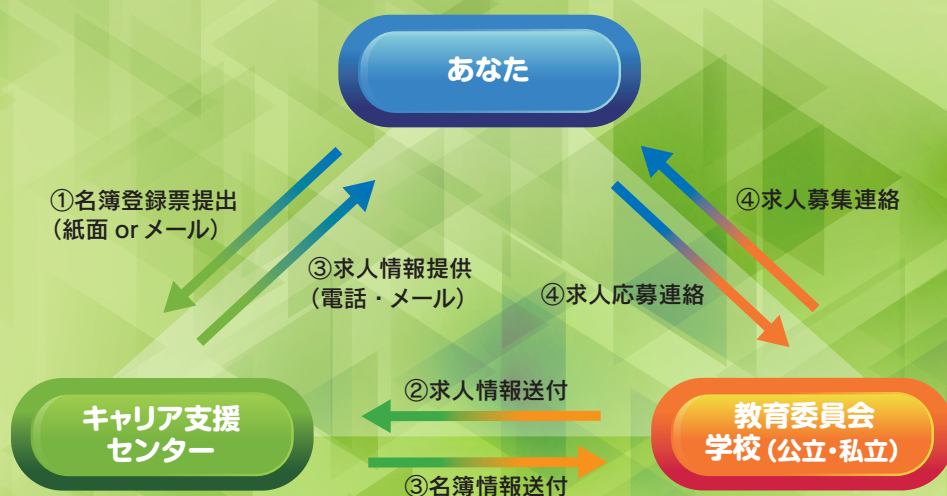 あなた
①名簿登録票提出
（紙面 or メール）
③求人情報提供
（電話・メール）
④求人募集連絡
④求人応募連絡
②求人情報送付
キャリア支援
センター
教育委員会
学校（公立・私立）
③名簿情報送付